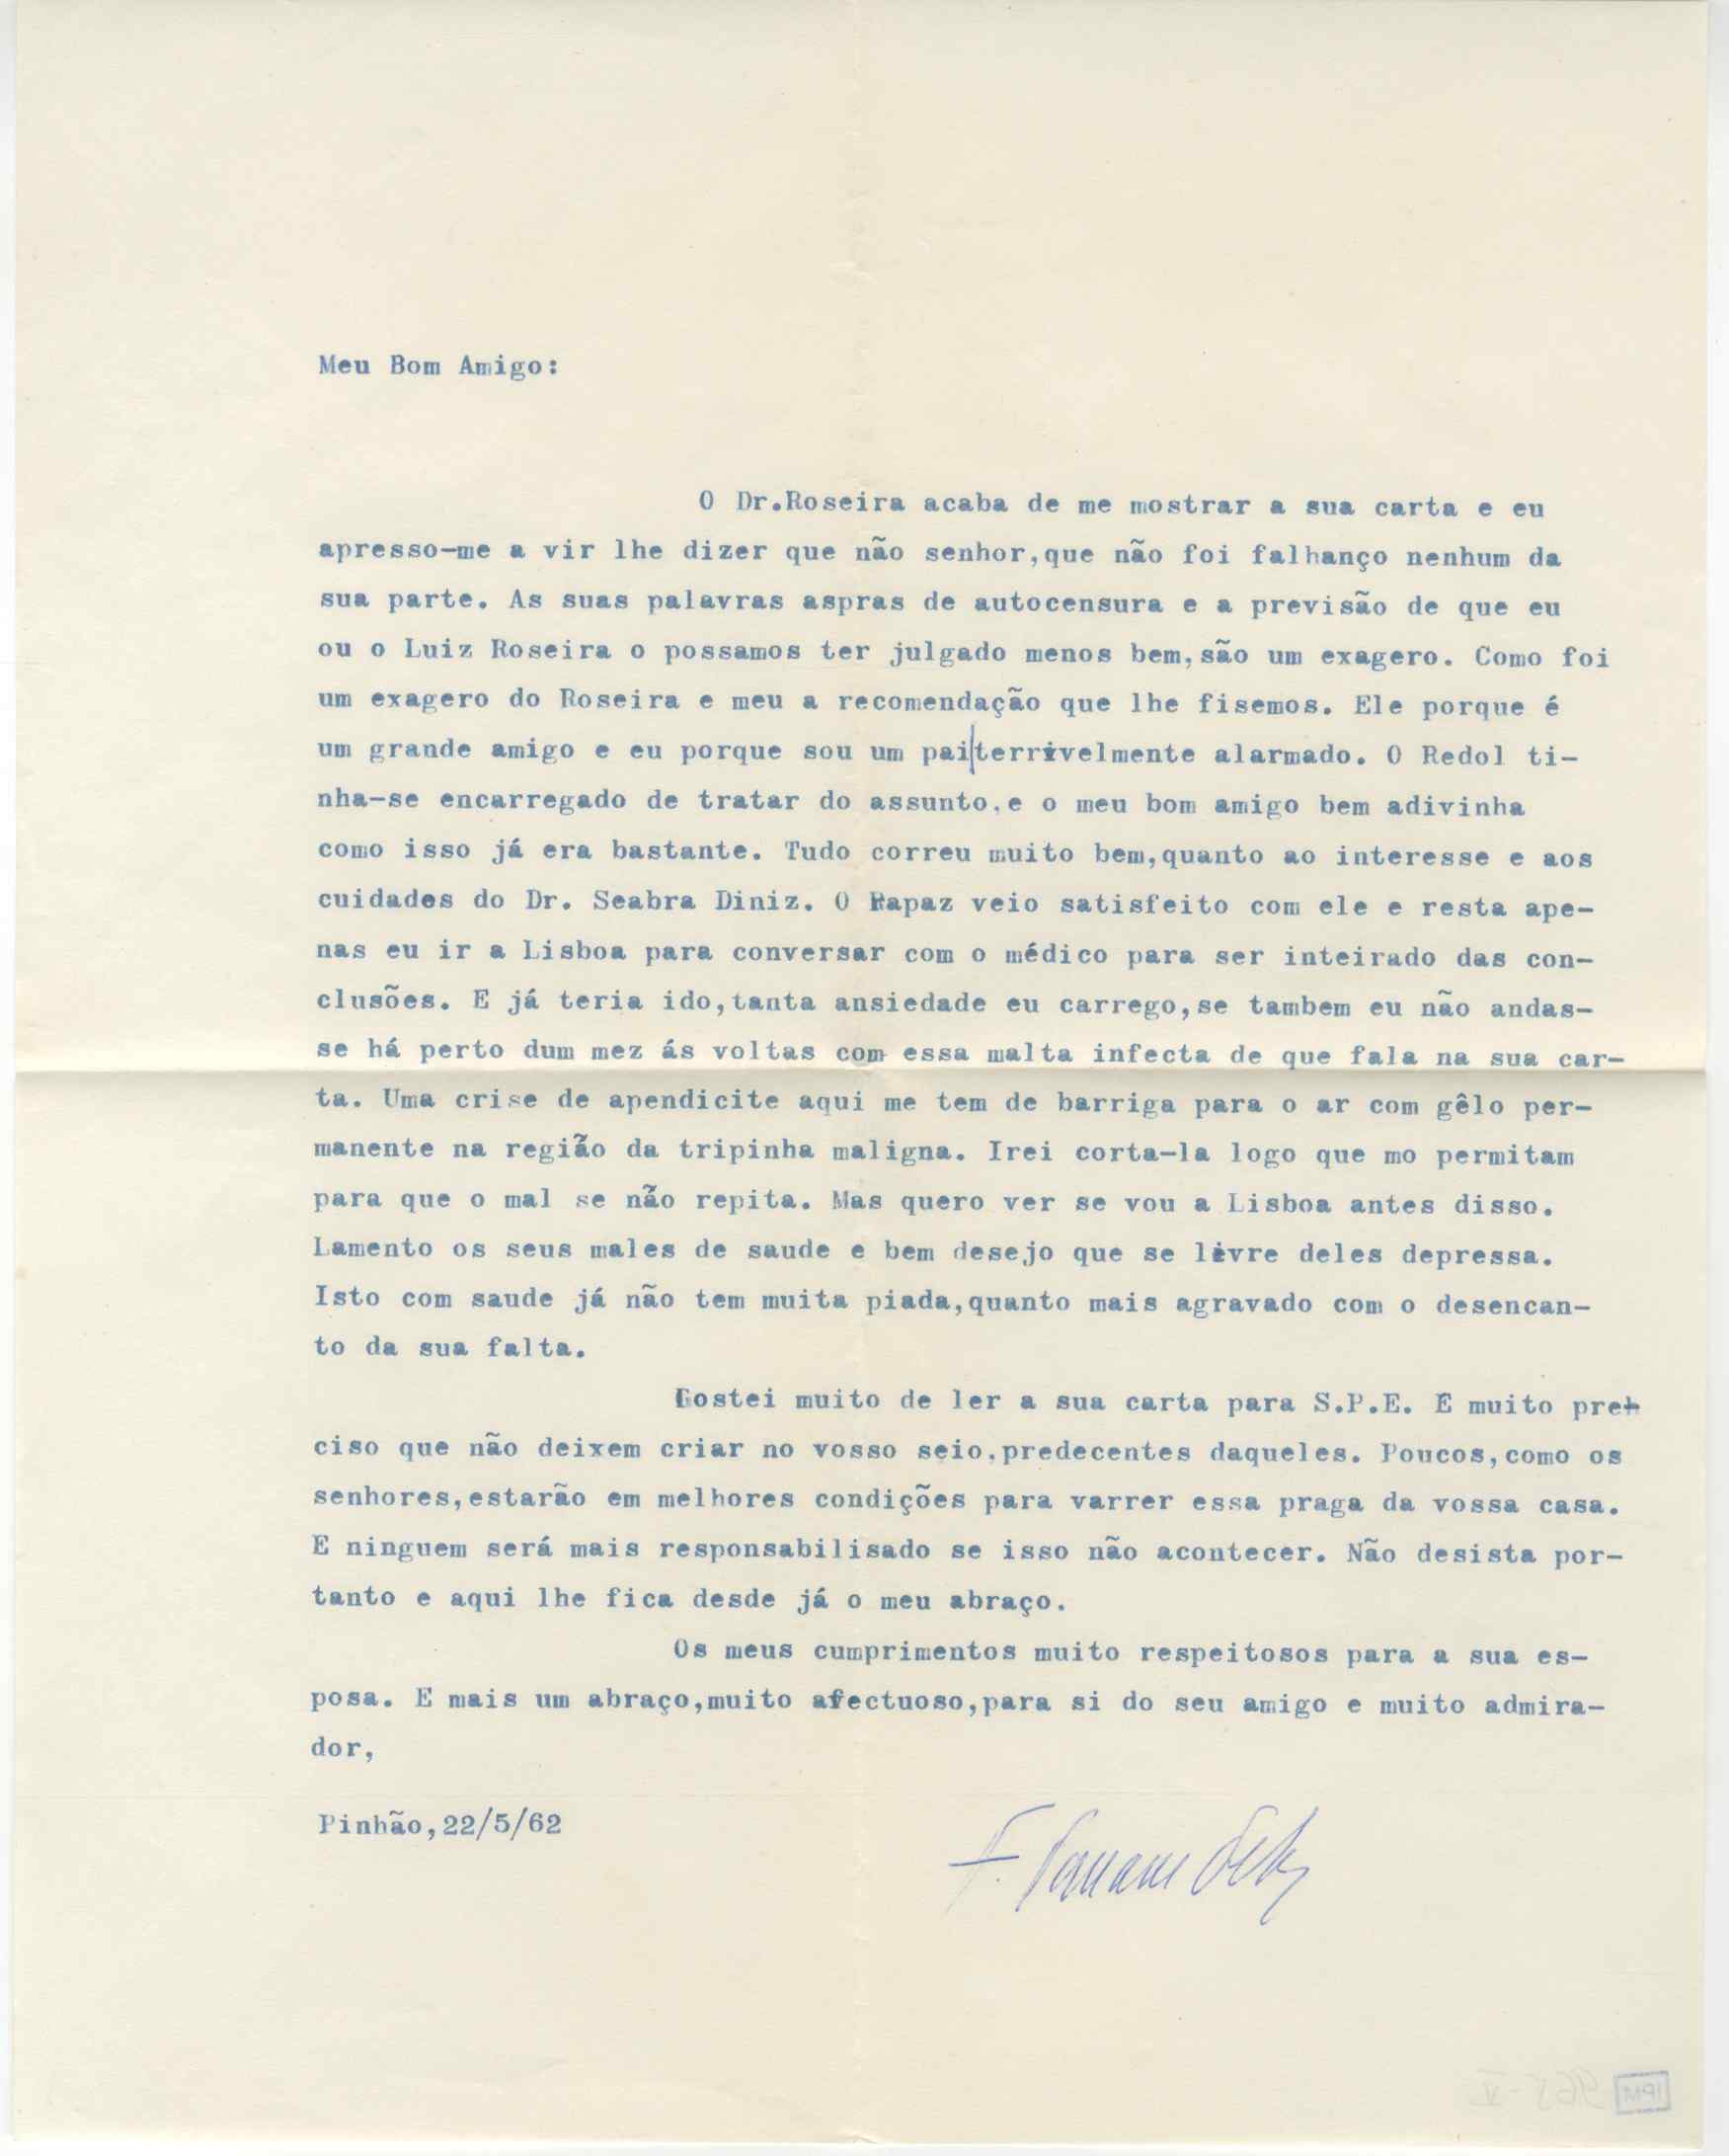 Meu Bom Amigo:
O Dr.Roseira acaba de me mostrar a sua carta e eu
apresso-me a vir lhe dizer que não senhor,que não foi falhanço nenhum da
sua parte. As suas palavras aspras de autocensura e a previsão de que eu
ou o Luiz Roseira o possamos ter julgado menos bem,são um exagero. Como foi
um exagero do Roseira e meu a recomendação que lhe fisemos. Ele porque é
um grande amigo e eu porque sou um pai|terrivelmente alarmado. O Redol ti-
nha-se encarregado de tratar do assunto,e o meu bom amigo bem adivinha
como isso já era bastante. Tudo correu muito bem,quanto ao interesse e aos
cuidados do Dr. Seabra Diniz. O Rapaz veio satisfeito com ele e resta ape-
nas eu ir a Lisboa para conversar com o médico para ser inteirado das con-
clusões. E já teria ido,tanta ansiedade eu carrego,se tambem eu não andas-
se há perto dum mez ás voltas com essa malta infecta de que fala na sua car-
ta. Uma crise de apendicite aqui me tem de barriga para o ar com gêlo per-
manente na região da tripinha maligna. Irei corta-la logo que mo permitam
para que o mal se não repita. Mas quero ver se vou a Lisboa antes disso.
Lamento os seus males de saude e bem desejo que se livre deles depressa.
Isto com saude já não tem muita piada,quanto mais agravado com o desencan-
to da sua falta.
Gostei muito de ler a sua carta para S.P.E. E muito pre-
ciso que não deixem criar no vosso seio,predecentes daqueles. Poucos,como os
senhores,estarão em melhores condições para varrer essa praga da vossa casa.
E ninguem será mais responsabilisado se isso não acontecer. Não desista por-
tanto e aqui lhe fica desde já o meu abraço.
Os meus cumprimentos muito respeitosos para a sua es-
posa. E mais um abraço,muito afectuoso,para si do seu amigo e muito admira-
dor,
Pinhão,22/5/62
F.
IPM